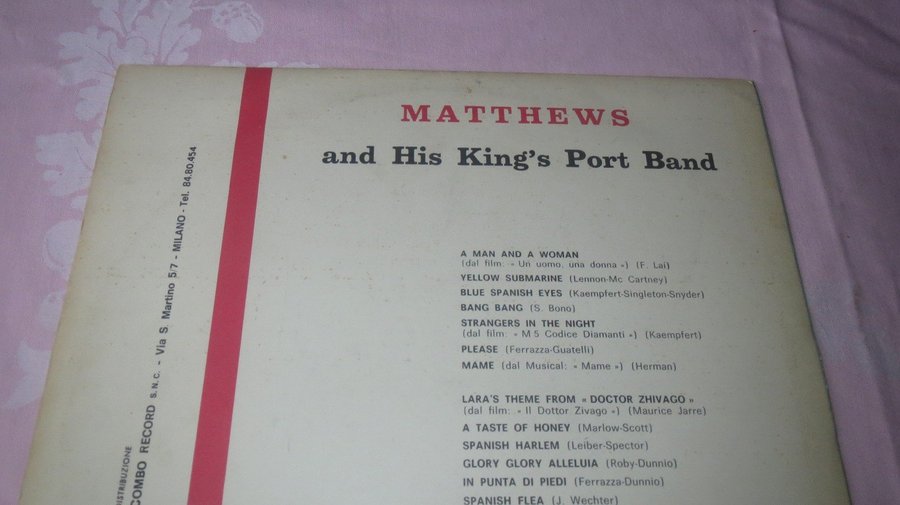 MATTHEWS
and His King's Port Band
A MAN AND A WOMAN
(dal film: « Un uomo, una donna ») (F. Lai)
YELLOW SUBMARINE (Lennon-Mc Cartney)
BLUE SPANISH EYES (Kaempfert-Singleton-Snyder)
BANG BANG (S. Bono)
STRANGERS IN THE NIGHT
(dal film: « M 5 Codice Diamanti ») (Kaempfert)
PLEASE (Ferrazza-Guatelli)
MAME (dal Musical: « Mame ») (Herman)
LARA'S THEME FROM « DOCTOR ZHIVAGO »
(dal film: « Il Dottor Zivago ») (Maurice Jarre)
A TASTE OF HONEY (Marlow-Scott)
SPANISH HARLEM (Leiber-Spector)
GLORY GLORY ALLELUIA (Roby-Dunnio)
IN PUNTA DI PIEDI (Ferrazza-Dunnio)
SPANISH FLEA (J. Wechter)
DISTRIBUZIONE
COMBO RECORD s.n.c. - Via S. Martino 5/7 - MILANO - Tel. 84.80.454